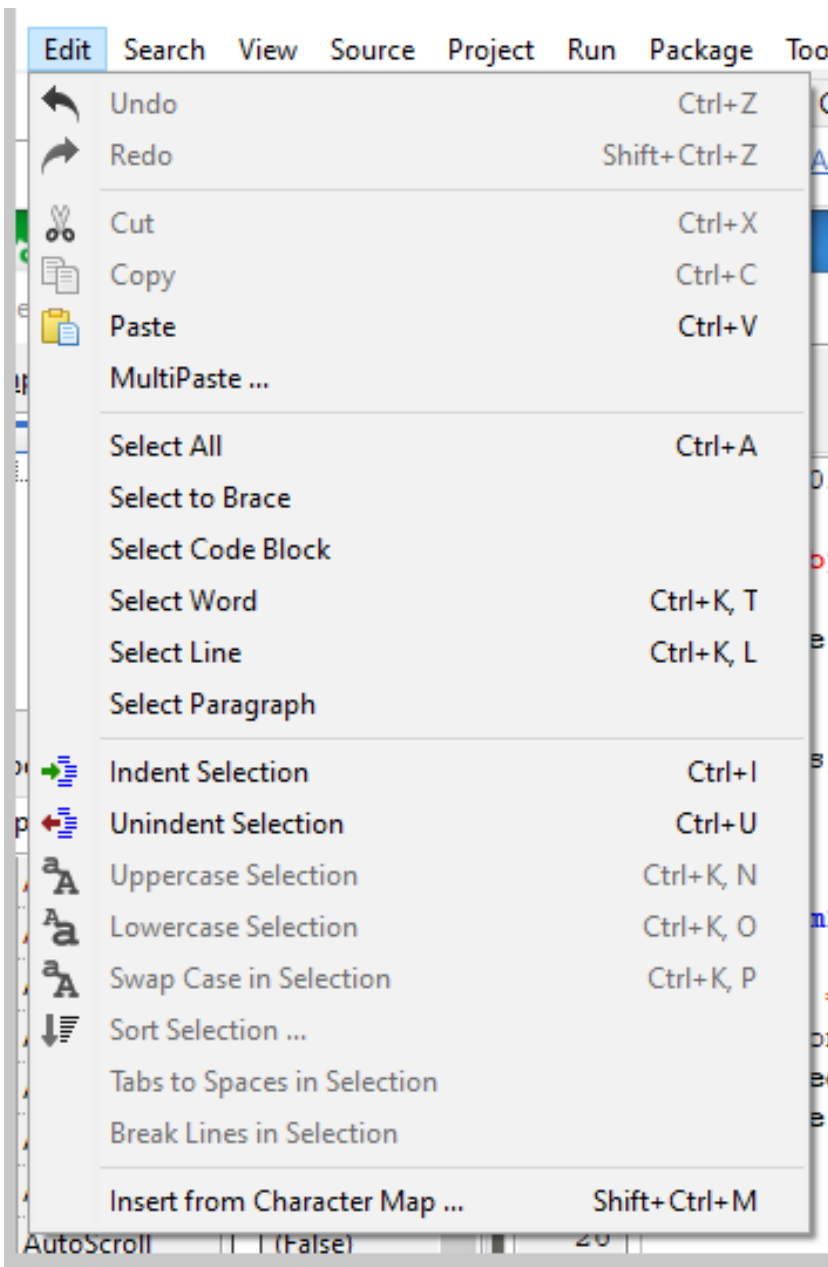 Edit Search View Source Project Run Package
Undo Ctrl+Z
Redo Shift+Ctrl+Z
Cut Ctrl+X
Copy Ctrl+C
Paste Ctrl+V
MultiPaste ...
Select All Ctrl+A
Select to Brace
Select Code Block
Select Word Ctrl+K, T
Select Line Ctrl+K, L
Select Paragraph
Indent Selection Ctrl+I
Unindent Selection Ctrl+U
Uppercase Selection Ctrl+K, N
Lowercase Selection Ctrl+K, O
Swap Case in Selection Ctrl+K, P
Sort Selection ...
Tabs to Spaces in Selection
Break Lines in Selection
Insert from Character Map ... Shift+Ctrl+M
AutoScroll (False) 20